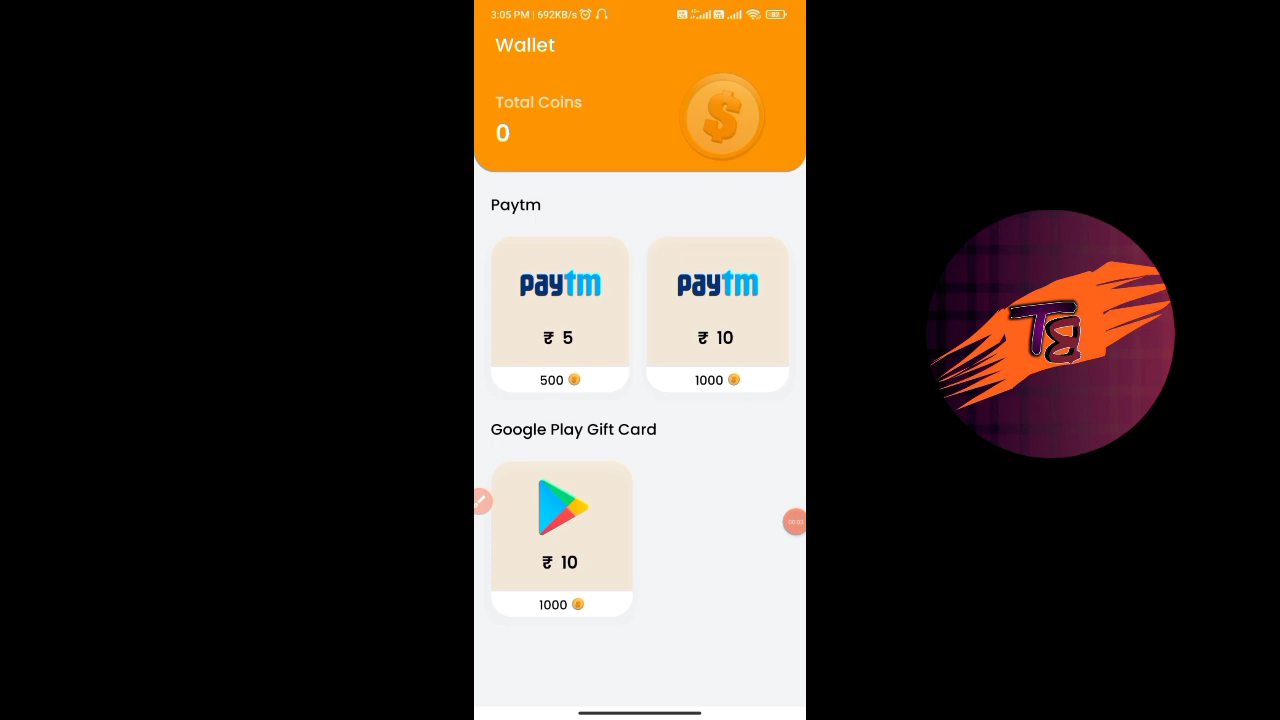 3:05 PM | 692KB/s
82
Wallet
Total Coins
0
Paytm
paytm
paytm
₹ 5
₹ 10
500
1000
Google Play Gift Card
₹ 10
1000